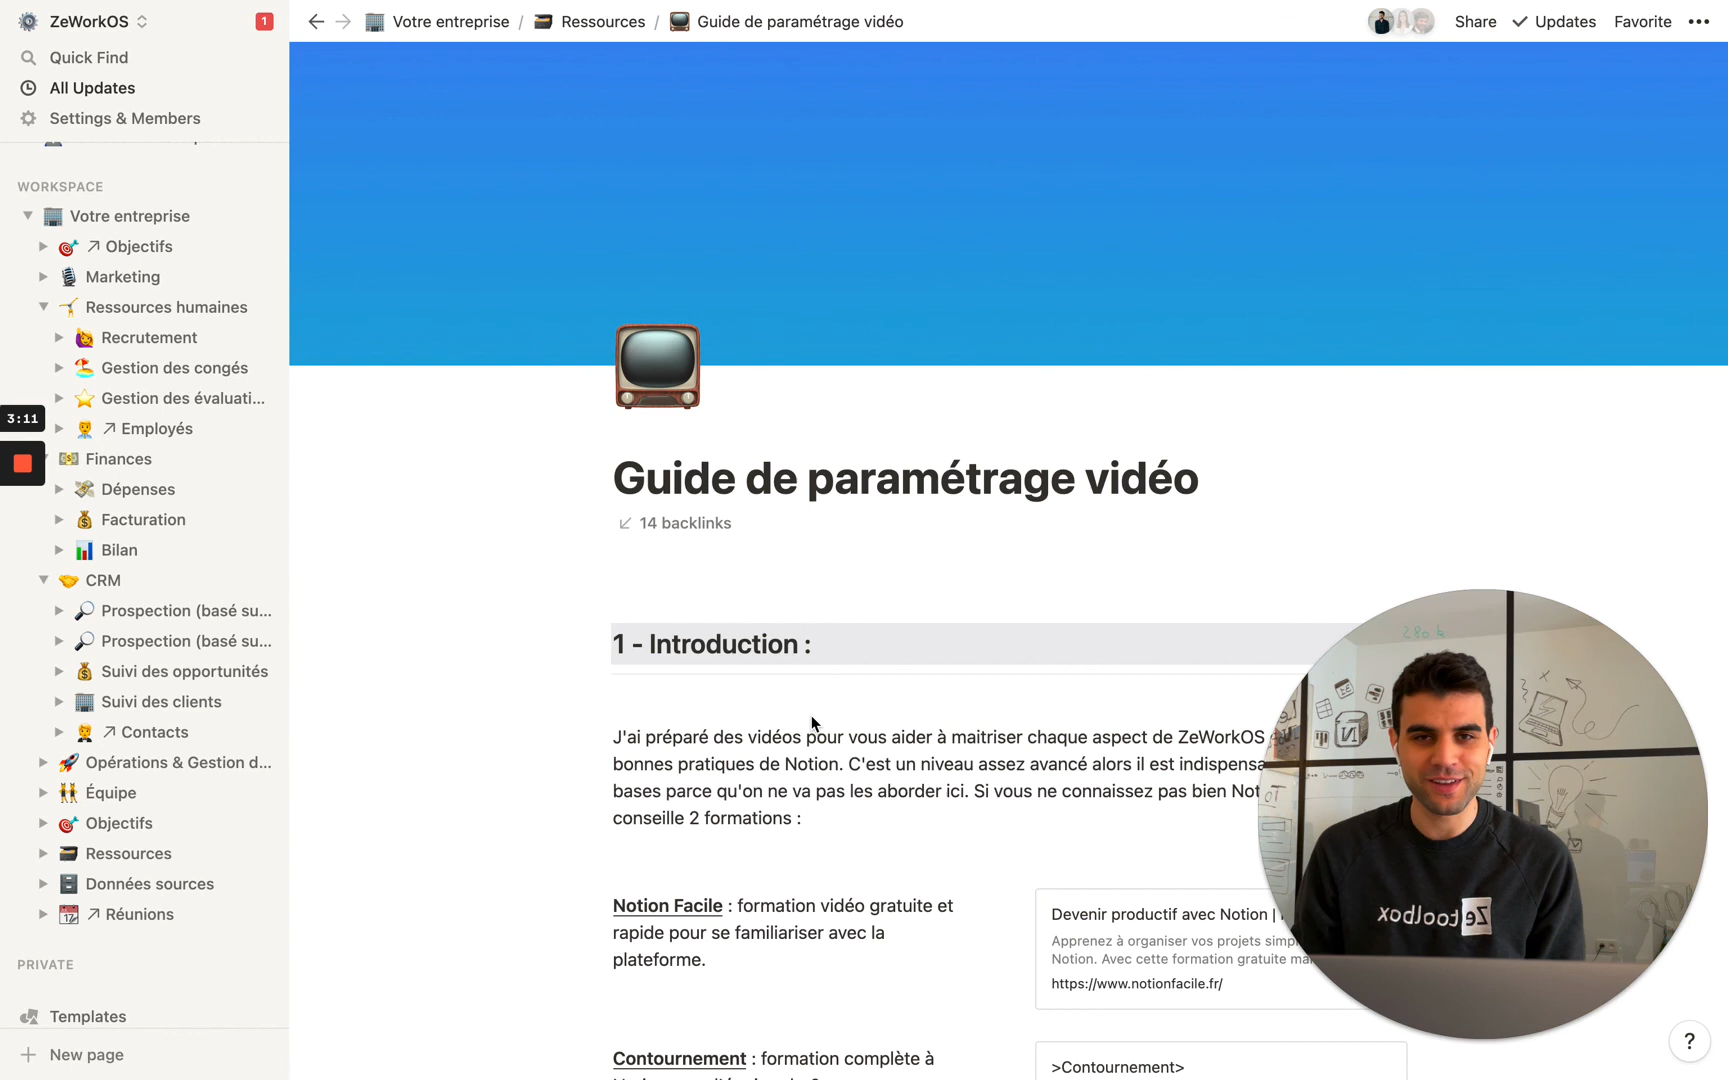 ZeWorkOS
1
Votre entreprise / Ressources / Guide de paramétrage vidéo
Share
Updates
Favorite
Quick Find
All Updates
Settings & Members
WORKSPACE
Votre entreprise
Objectifs
Marketing
Ressources humaines
Recrutement
Gestion des congés
Gestion des évaluati...
3:11
Employés
Finances
Dépenses
Facturation
Bilan
CRM
Prospection (basé su...
Prospection (basé su...
Suivi des opportunités
Suivi des clients
Contacts
Opérations & Gestion d...
Équipe
Objectifs
Ressources
Données sources
Réunions
PRIVATE
Templates
New page
Guide de paramétrage vidéo
14 backlinks
1 - Introduction :
J'ai préparé des vidéos pour vous aider à maitriser chaque aspect de ZeWorkOS
bonnes pratiques de Notion. C'est un niveau assez avancé alors il est indispensa
bases parce qu'on ne va pas les aborder ici. Si vous ne connaissez pas bien Not
conseille 2 formations :
Notion Facile : formation vidéo gratuite et
rapide pour se familiariser avec la
plateforme.
Devenir productif avec Notion |
Apprenez à organiser vos projets simp
Notion. Avec cette formation gratuite ma
https://www.notionfacile.fr/
Contournement : formation complète à
>Contournement>
280 k
Zetoolbox
?